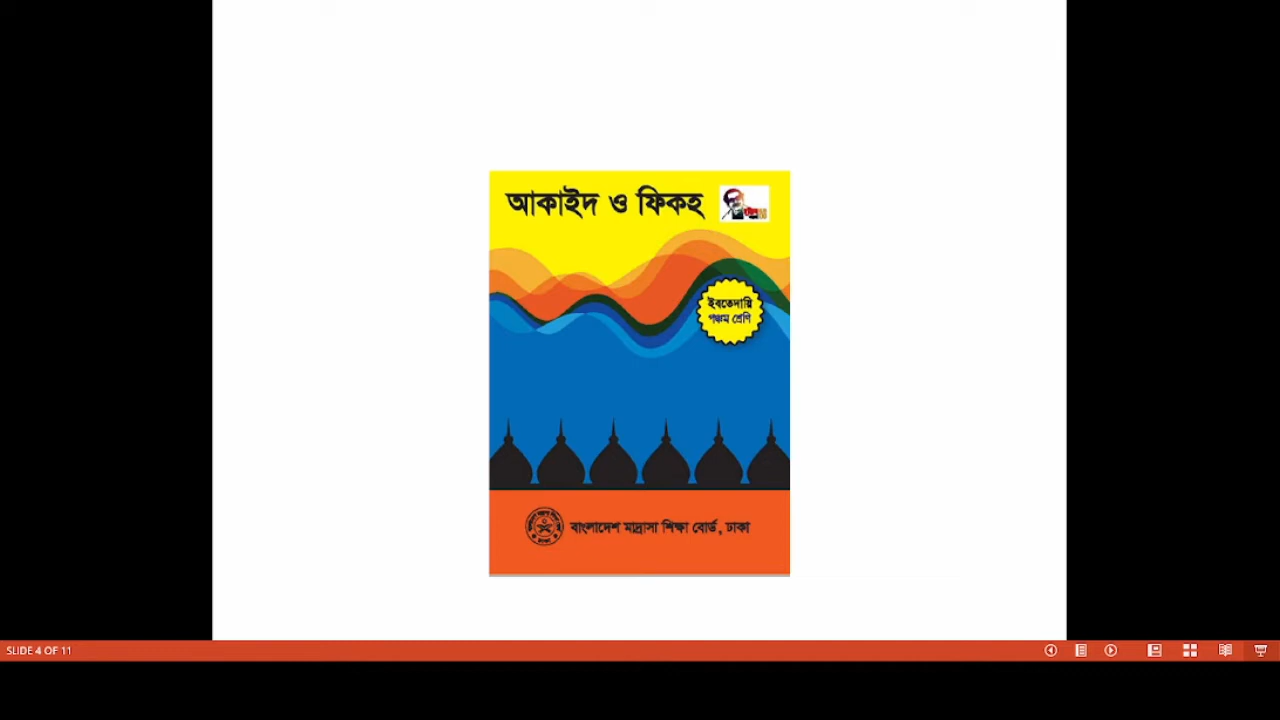 আকাইদ ও ফিকহ
ইবতেদায়ি
পঞ্চম শ্রেণি
বাংলাদেশ মাদ্রাসা শিক্ষা বোর্ড, ঢাকা
SLIDE 4 OF 11